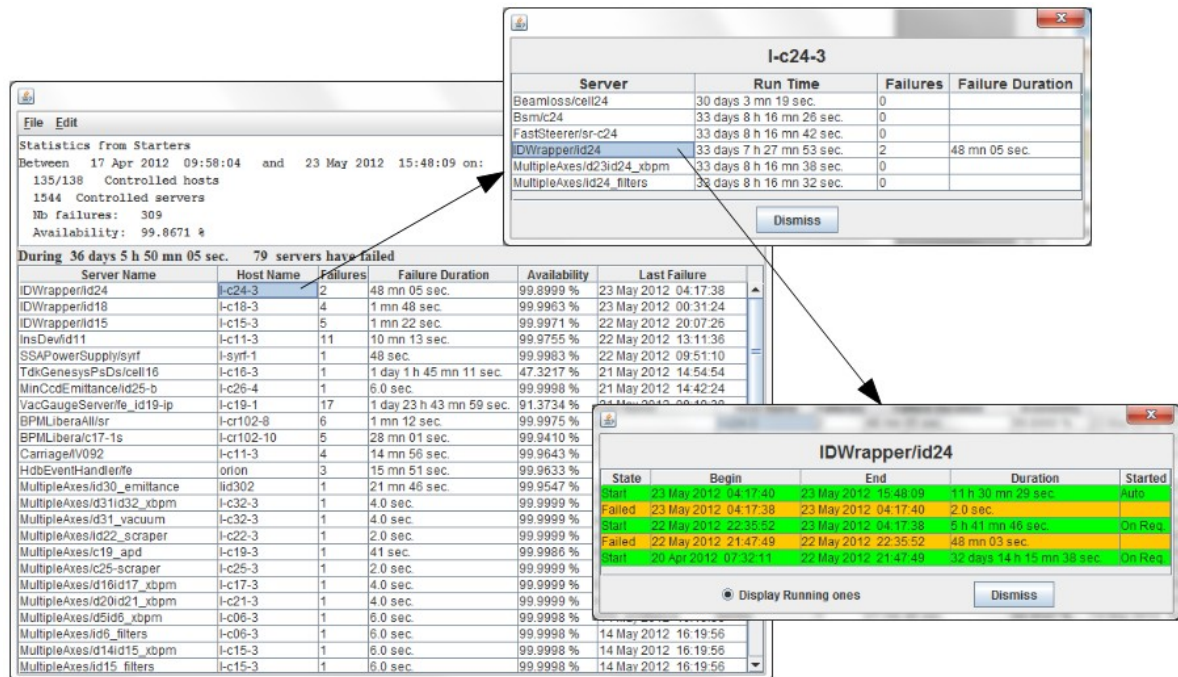 l-c24-3
Server Run Time Failures Failure Duration
Beamloss/cell24 30 days 3 mn 19 sec. 0
Bsm/c24 33 days 8 h 16 mn 26 sec. 0
FastSteerer/sr-c24 33 days 8 h 16 mn 42 sec. 0
IDWrapper/id24 33 days 7 h 27 mn 53 sec. 2 48 mn 05 sec.
MultipleAxes/d23id24_xbpm 33 days 8 h 16 mn 38 sec. 0
MultipleAxes/id24_filters 33 days 8 h 16 mn 32 sec. 0
Dismiss
File Edit
Statistics from Starters
Between 17 Apr 2012 09:58:04 and 23 May 2012 15:48:09 on:
135/138 Controlled hosts
1544 Controlled servers
Nb failures: 309
Availability: 99.8671 %
During 36 days 5 h 50 mn 05 sec. 79 servers have failed
Server Name Host Name Failures Failure Duration Availability Last Failure
IDWrapper/id24 l-c24-3 2 48 mn 05 sec. 99.8999 % 23 May 2012 04:17:38
IDWrapper/id18 l-c18-3 4 1 mn 48 sec. 99.9963 % 23 May 2012 00:31:24
IDWrapper/id15 l-c15-3 5 1 mn 22 sec. 99.9971 % 22 May 2012 20:07:26
InsDev/id11 l-c11-3 11 10 mn 13 sec. 99.9755 % 22 May 2012 13:11:36
SSAPowerSupply/syrf l-syrf-1 1 48 sec. 99.9983 % 22 May 2012 09:51:10
TdkGenesysPsDs/cell16 l-c16-3 1 1 day 1 h 45 mn 11 sec. 47.3217 % 21 May 2012 14:54:54
MinCcdEmittance/id25-b l-c26-4 1 6.0 sec. 99.9998 % 21 May 2012 14:42:24
VacGaugeServer/fe_id19-ip l-c19-1 17 1 day 23 h 43 mn 59 sec. 91.3734 %
BPMLiberaAll/sr l-cr102-8 6 1 mn 12 sec. 99.9975 %
BPMLibera/c17-1s l-cr102-10 5 28 mn 01 sec. 99.9410 %
Carriage/IV092 l-c11-3 4 14 mn 56 sec. 99.9643 %
HdbEventHandler/fe orion 3 15 mn 51 sec. 99.9633 %
MultipleAxes/id30_emittance lid302 1 21 mn 46 sec. 99.9547 %
MultipleAxes/d31id32_xbpm l-c32-3 1 4.0 sec. 99.9999 %
MultipleAxes/d31_vacuum l-c32-3 1 4.0 sec. 99.9999 %
MultipleAxes/id22_scraper l-c22-3 1 2.0 sec. 99.9999 %
MultipleAxes/c19_apd l-c19-3 1 41 sec. 99.9986 %
MultipleAxes/c25-scraper l-c25-3 1 2.0 sec. 99.9999 %
MultipleAxes/d16id17_xbpm l-c17-3 1 4.0 sec. 99.9999 %
MultipleAxes/d20id21_xbpm l-c21-3 1 4.0 sec. 99.9999 %
MultipleAxes/d5id6_xbpm l-c06-3 1 6.0 sec. 99.9998 %
MultipleAxes/id6_filters l-c06-3 1 6.0 sec. 99.9998 % 14 May 2012 16:19:56
MultipleAxes/d14id15_xbpm l-c15-3 1 6.0 sec. 99.9998 % 14 May 2012 16:19:56
MultipleAxes/id15_filters l-c15-3 1 6.0 sec. 99.9998 % 14 May 2012 16:19:56
IDWrapper/id24
State Begin End Duration Started
Start 23 May 2012 04:17:40 23 May 2012 15:48:09 11 h 30 mn 29 sec. Auto
Failed 23 May 2012 04:17:38 23 May 2012 04:17:40 2.0 sec.
Start 22 May 2012 22:35:52 23 May 2012 04:17:38 5 h 41 mn 46 sec. On Req.
Failed 22 May 2012 21:47:49 22 May 2012 22:35:52 48 mn 03 sec.
Start 20 Apr 2012 07:32:11 22 May 2012 21:47:49 32 days 14 h 15 mn 38 sec. On Req.
Display Running ones Dismiss